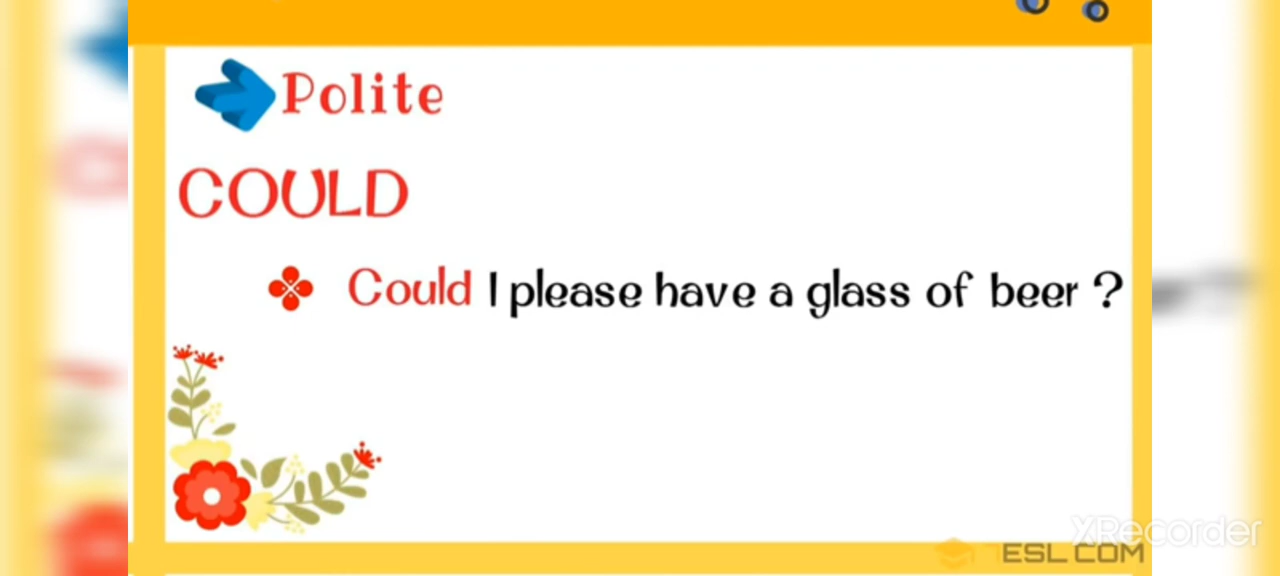 Polite
COULD
Could I please have a glass of beer ?
XRecorder
ESL.COM